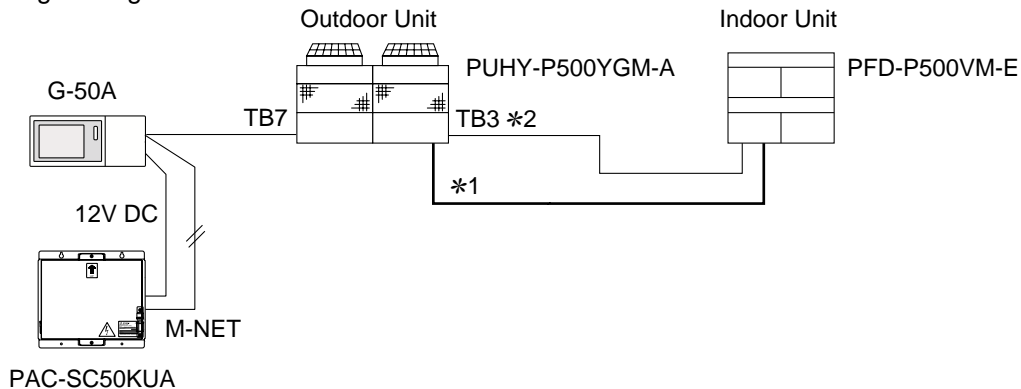 Outdoor Unit
Indoor Unit
PUHY-P500YGM-A
PFD-P500VM-E
G-50A
TB7
TB3 *2
*1
12V DC
M-NET
PAC-SC50KUA